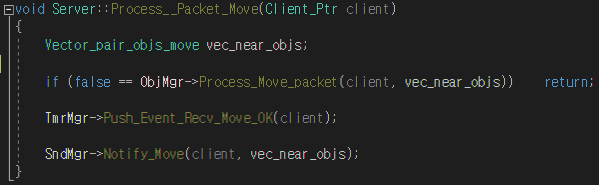 void Server::Process__Packet_Move(Client_Ptr client)
{
Vector_pair_objs_move vec_near_objs;
if (false == ObjMgr->Process_Move_packet(client, vec_near_objs)) return;
TmrMgr->Push_Event_Recv_Move_OK(client);
SndMgr->Notify_Move(client, vec_near_objs);
}